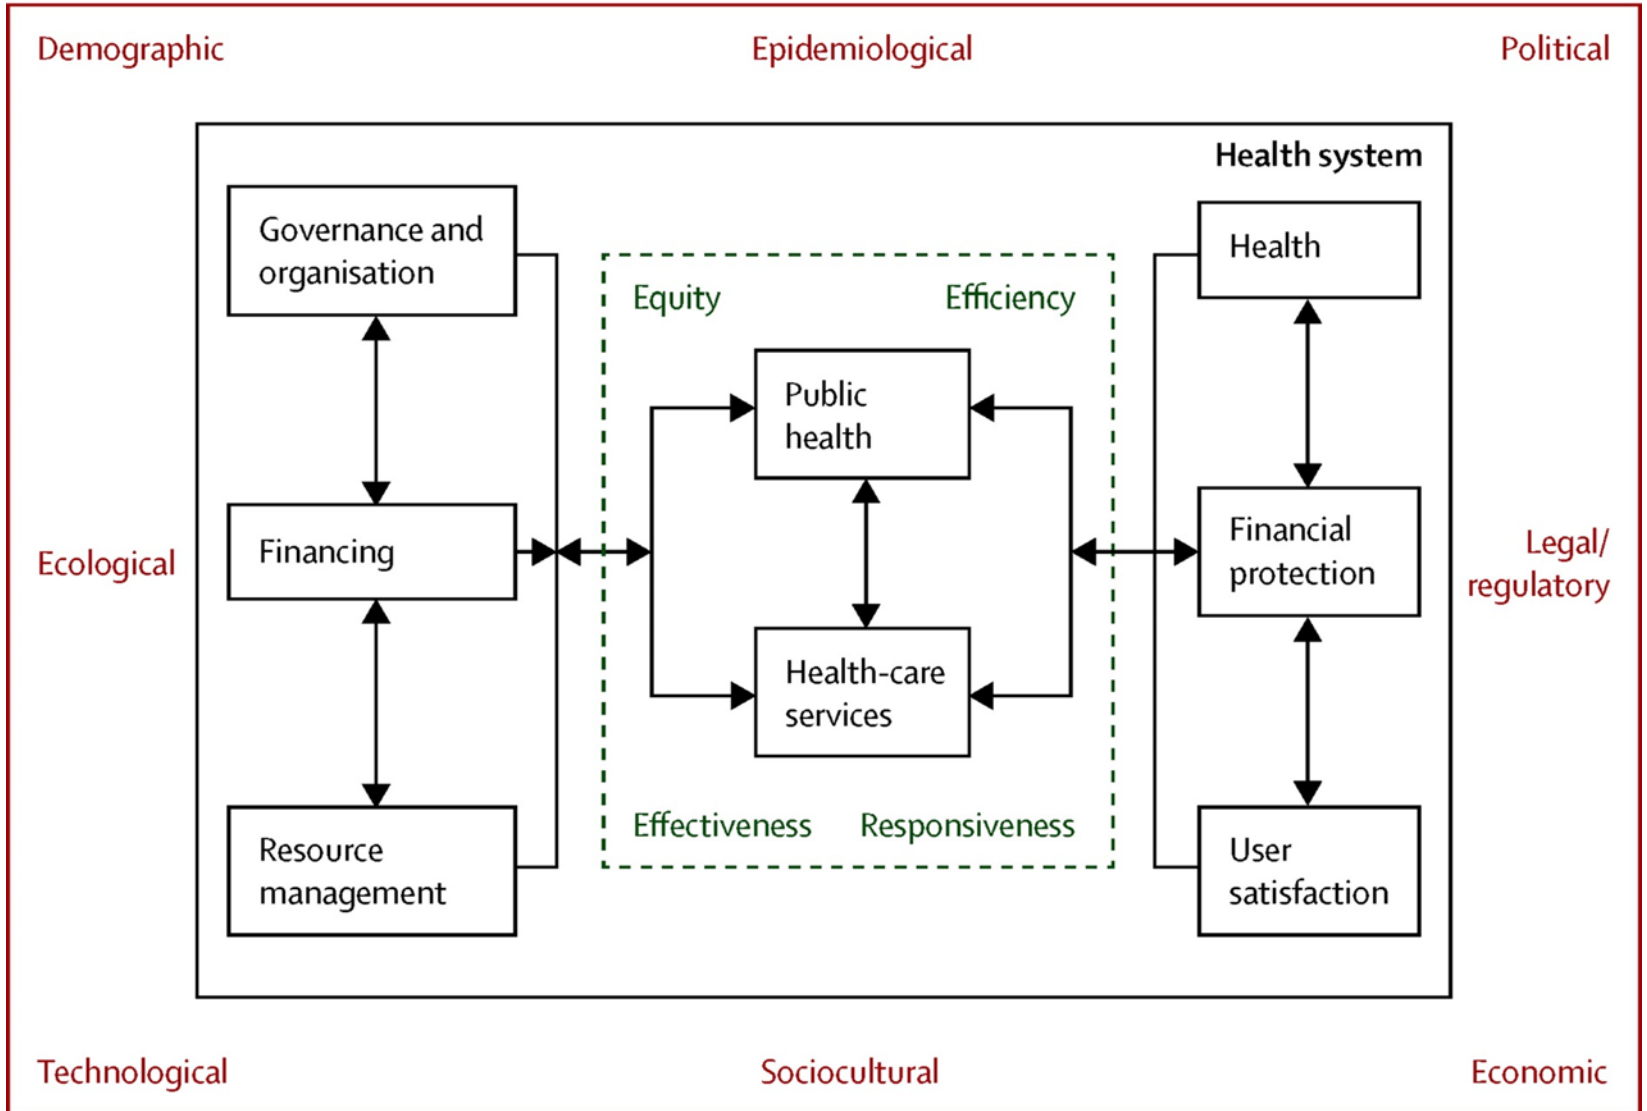 Demographic
Epidemiological
Political
Health system
Governance and
organisation
Health
Equity
Efficiency
Public
health
Financing
Financial
protection
Ecological
Legal/
regulatory
Health-care
services
Effectiveness
Responsiveness
Resource
management
User
satisfaction
Technological
Sociocultural
Economic